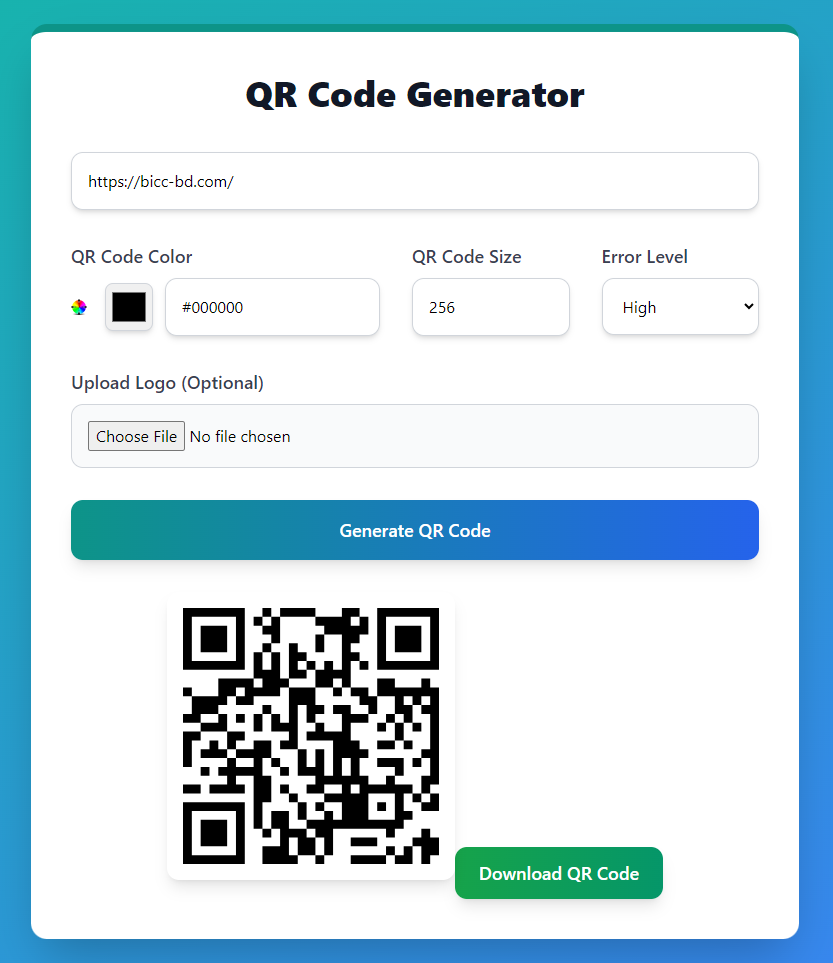 QR Code Generator
https://bicc-bd.com/
QR Code Color
QR Code Size
Error Level
#000000
256
High
Upload Logo (Optional)
Choose File No file chosen
Generate QR Code
Download QR Code